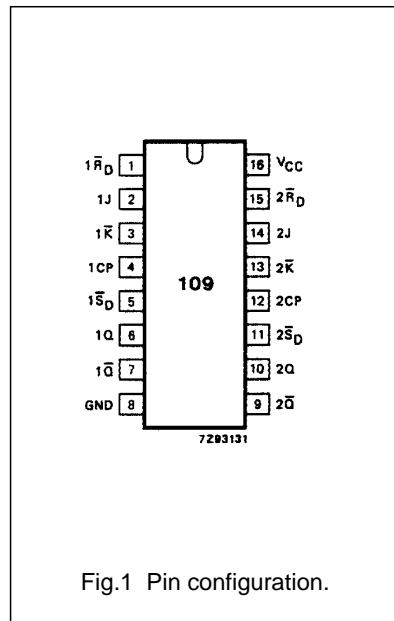 1R̅D 1 16 VCC
1J 2 15 2R̅D
1K̅ 3 14 2J
1CP 4 13 2K̅
109
1S̅D 5 12 2CP
1Q 6 11 2S̅D
1Q̅ 7 10 2Q
GND 8 9 2Q̅
7Z93131
Fig.1 Pin configuration.